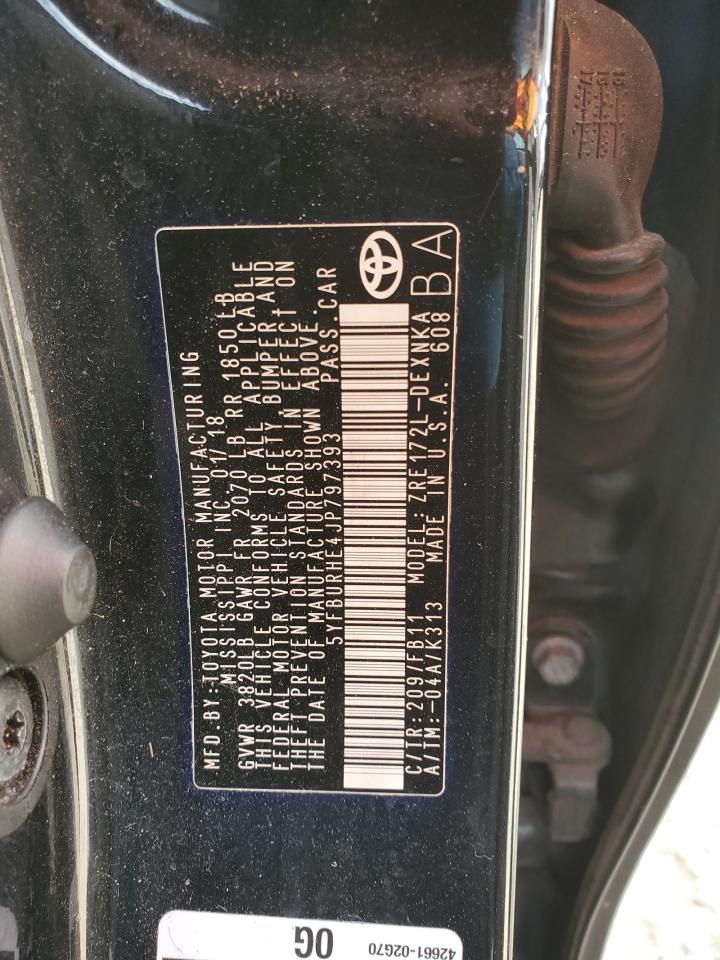 MFD.BY:TOYOTA MOTOR MANUFACTURING
MISSISSIPPI INC 01/18
GVWR 3820LB GAWR FR 2070 LB RR 1850 LB
THIS VEHICLE CONFORMS TO ALL APPLICABLE
FEDERAL MOTOR VEHICLE SAFETY, BUMPER AND
THEFT PREVENTION STANDARDS IN EFFECT ON
THE DATE OF MANUFACTURE SHOWN ABOVE.
5YFBURHE4JP797393 PASS.CAR
C/TR:209/FB11 MODEL:ZRE172L-DEXNKA
A/TM:-04A/K313 MADE IN U.S.A. 608
BA
0G
42661-02G70